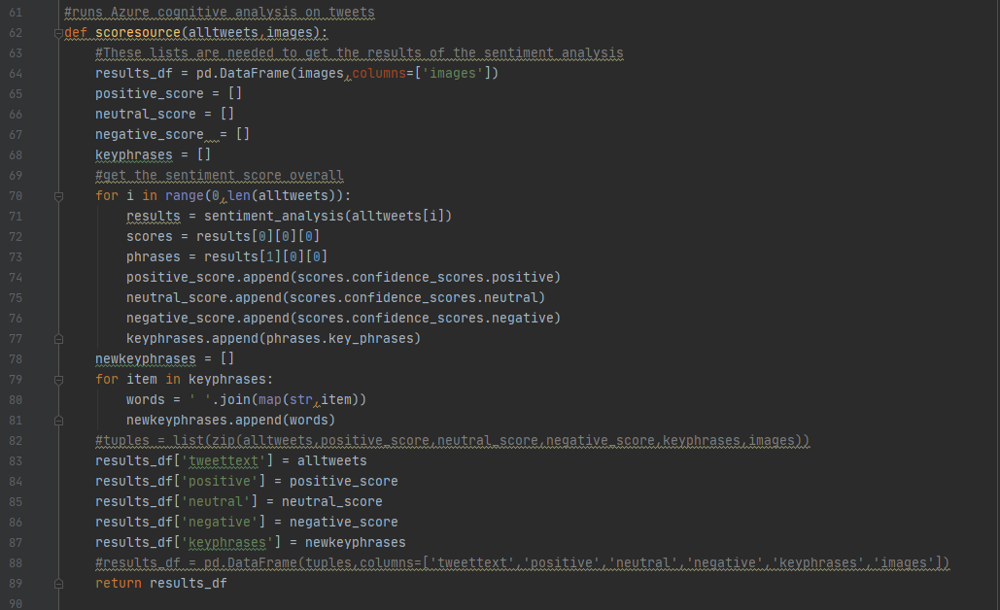 61 #runs Azure cognitive analysis on tweets
62 def scoresource(alltweets,images):
63     #These lists are needed to get the results of the sentiment analysis
64     results_df = pd.DataFrame(images,columns=['images'])
65     positive_score = []
66     neutral_score = []
67     negative_score  = []
68     keyphrases = []
69     #get the sentiment score overall
70     for i in range(0,len(alltweets)):
71         results = sentiment_analysis(alltweets[i])
72         scores = results[0][0][0]
73         phrases = results[1][0][0]
74         positive_score.append(scores.confidence_scores.positive)
75         neutral_score.append(scores.confidence_scores.neutral)
76         negative_score.append(scores.confidence_scores.negative)
77         keyphrases.append(phrases.key_phrases)
78     newkeyphrases = []
79     for item in keyphrases:
80         words = ' '.join(map(str,item))
81         newkeyphrases.append(words)
82     #tuples = list(zip(alltweets,positive_score,neutral_score,negative_score,keyphrases,images))
83     results_df['tweettext'] = alltweets
84     results_df['positive'] = positive_score
85     results_df['neutral'] = neutral_score
86     results_df['negative'] = negative_score
87     results_df['keyphrases'] = newkeyphrases
88     #results_df = pd.DataFrame(tuples,columns=['tweettext','positive','neutral','negative','keyphrases','images'])
89     return results_df
90